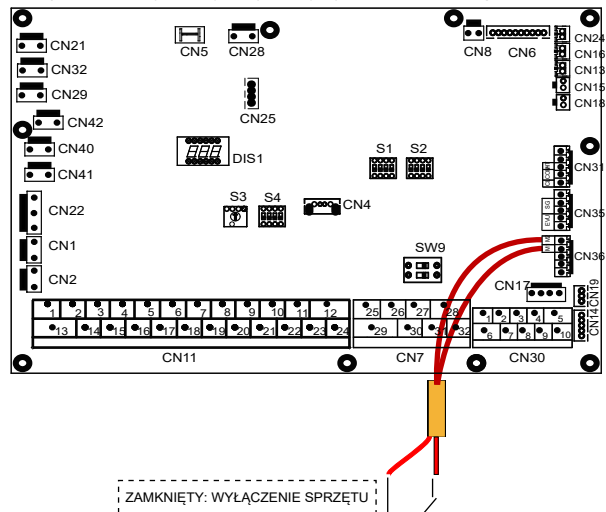 CN21
CN32
CN29
CN42
CN40
CN41
CN22
CN1
CN2
CN5
CN28
CN25
DIS1
S1 S2
S3 S4
CN4
SW9
CN8 CN6
CN24
CN16
CN13
CN15
CN18
CN31
CN35
SG
CN36
M M
CN17
CN19
CN14
1 2 3 4 5 6 7 8 9 10 11 12
13 14 15 16 17 18 19 20 21 22 23 24
CN11
25 26 27 28
29 30 31 32
CN7
1 2 3 4 5
6 7 8 9 10
CN30
ZAMKNIĘTY: WYŁĄCZENIE SPRZĘTU